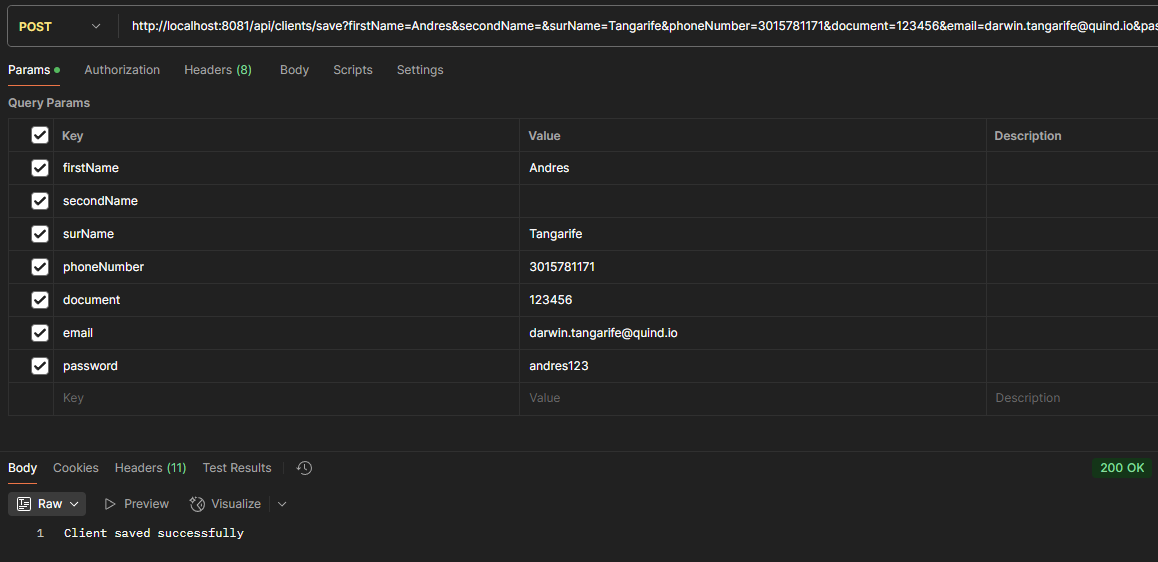 POST http://localhost:8081/api/clients/save?firstName=Andres&secondName=&surName=Tangarife&phoneNumber=3015781171&document=123456&email=darwin.tangarife@quind.io&pas
Params Authorization Headers (8) Body Scripts Settings
Query Params
Key Value Description
firstName Andres
secondName
surName Tangarife
phoneNumber 3015781171
document 123456
email darwin.tangarife@quind.io
password andres123
Key Value Description
Body Cookies Headers (11) Test Results 200 OK
Raw Preview Visualize
1 Client saved successfully